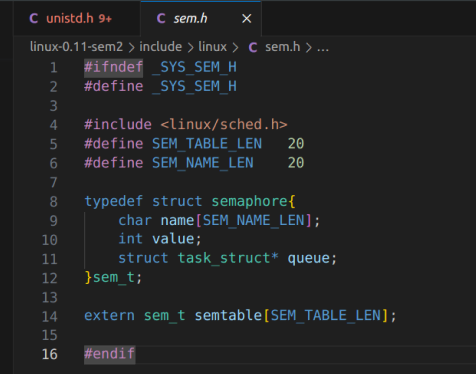 C unistd.h 9+ C sem.h ×
linux-0.11-sem2 > include > linux > C sem.h > ...
1 #ifndef _SYS_SEM_H
2 #define _SYS_SEM_H
3
4 #include <linux/sched.h>
5 #define SEM_TABLE_LEN   20
6 #define SEM_NAME_LEN    20
7
8 typedef struct semaphore{
9     char name[SEM_NAME_LEN];
10     int value;
11     struct task_struct* queue;
12 }sem_t;
13
14 extern sem_t semtable[SEM_TABLE_LEN];
15
16 #endif